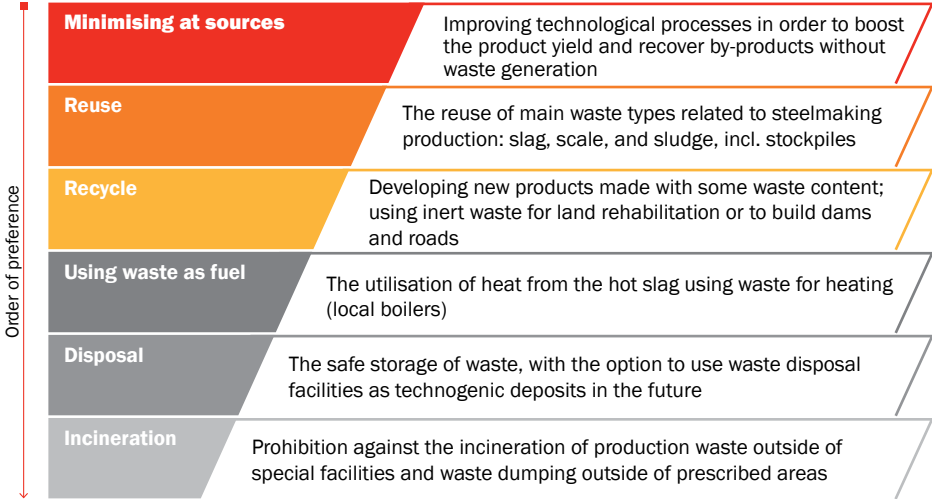 Minimising at sources
Improving technological processes in order to boost
the product yield and recover by-products without
waste generation
Reuse
The reuse of main waste types related to steelmaking
production: slag, scale, and sludge, incl. stockpiles
Recycle
Developing new products made with some waste content;
using inert waste for land rehabilitation or to build dams
and roads
Using waste as fuel
The utilisation of heat from the hot slag using waste for heating
(local boilers)
Disposal
The safe storage of waste, with the option to use waste disposal
facilities as technogenic deposits in the future
Incineration
Prohibition against the incineration of production waste outside of
special facilities and waste dumping outside of prescribed areas
Order of preference